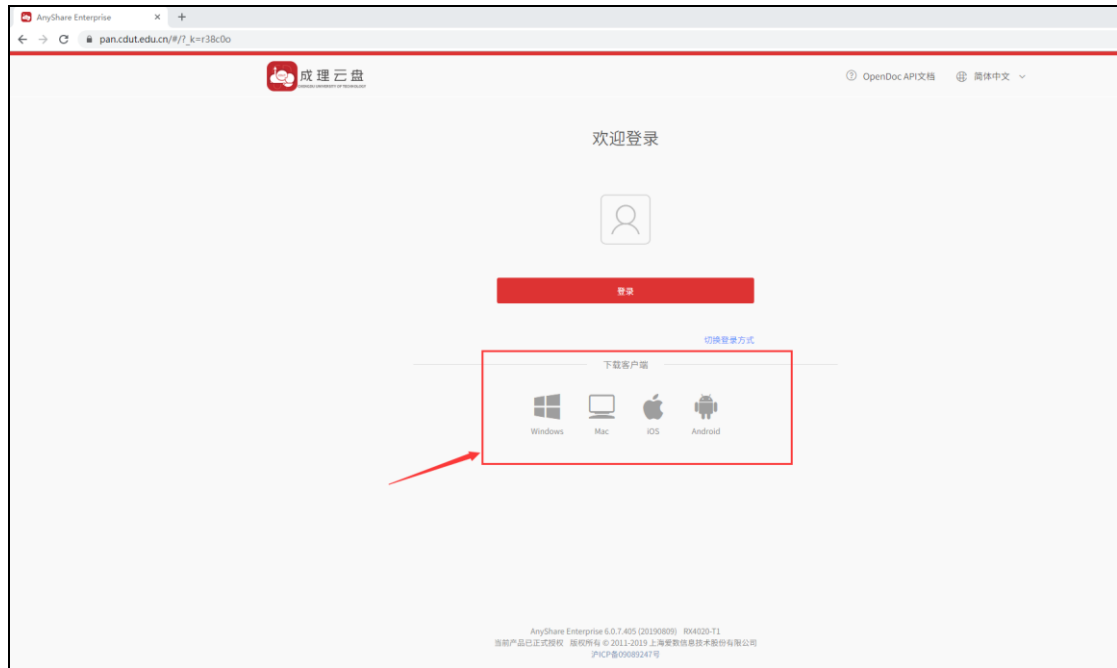 AnyShare Enterprise
pan.cdut.edu.cn/#/?_k=r38c0o
成理云盘
CHENGDU UNIVERSITY OF TECHNOLOGY
OpenDoc API文档 简体中文
欢迎登录
登录
切换登录方式
下载客户端
Windows Mac iOS Android
AnyShare Enterprise 6.0.7.405 (20190809) RX4020-T1
当前产品已正式授权 版权所有 © 2011-2019 上海爱数信息技术股份有限公司
沪ICP备09089247号